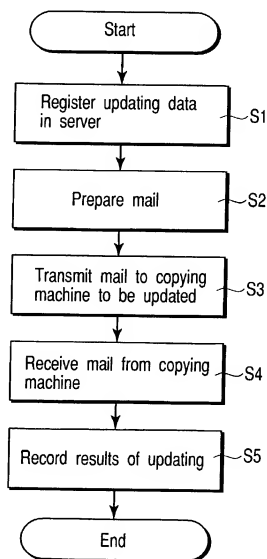 Start
Register updating data
in server
S1
Prepare mail
S2
Transmit mail to copying
machine to be updated
S3
Receive mail from copying
machine
S4
Record results of updating
S5
End